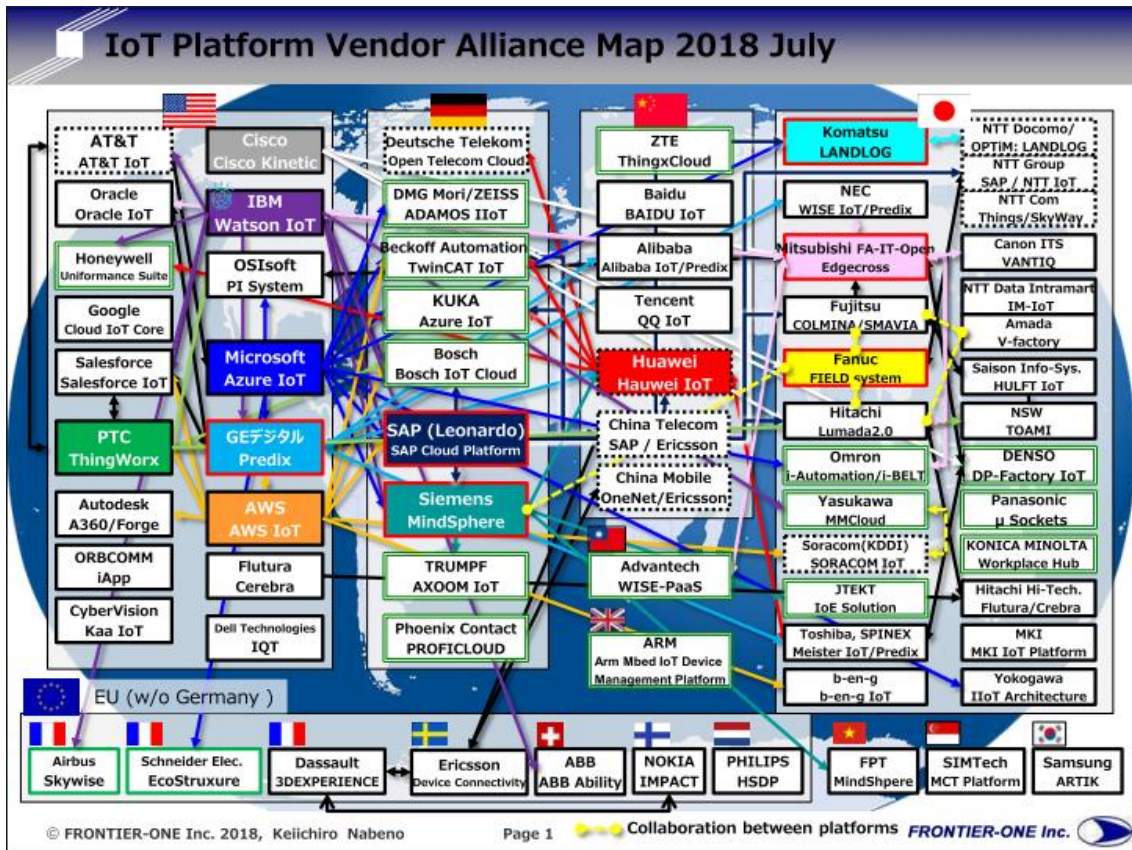 IoT Platform Vendor Alliance Map 2018 July
AT&T
AT&T IoT
Oracle
Oracle IoT
Honeywell
Uniformance Suite
Google
Cloud IoT Core
Salesforce
Salesforce IoT
PTC
ThingWorx
Autodesk
A360/Forge
ORBCOMM
iApp
CyberVision
Kaa IoT
Cisco
Cisco Kinetic
IBM
Watson IoT
OSIsoft
PI System
Microsoft
Azure IoT
GEデジタル
Predix
AWS
AWS IoT
Flutura
Cerebra
Dell Technologies
IQT
Deutsche Telekom
Open Telecom Cloud
DMG Mori/ZEISS
ADAMOS IIoT
Beckoff Automation
TwinCAT IoT
KUKA
Azure IoT
Bosch
Bosch IoT Cloud
SAP (Leonardo)
SAP Cloud Platform
Siemens
MindSphere
TRUMPF
AXOOM IoT
Phoenix Contact
PROFICLOUD
ZTE
ThingxCloud
Baidu
BAIDU IoT
Alibaba
Alibaba IoT/Predix
Tencent
QQ IoT
Huawei
Hauwei IoT
China Telecom
SAP / Ericsson
China Mobile
OneNet/Ericsson
Advantech
WISE-PaaS
ARM
Arm Mbed IoT Device
Management Platform
Komatsu
LANDLOG
NEC
WISE IoT/Predix
Mitsubishi FA-IT-Open
Edgecross
Fujitsu
COLMINA/SMAVIA
Fanuc
FIELD system
Hitachi
Lumada2.0
Omron
i-Automation/i-BELT
Yasukawa
MMCloud
Soracom(KDDI)
SORACOM IoT
JTEKT
IoE Solution
Toshiba, SPINEX
Meister IoT/Predix
b-en-g
b-en-g IoT
NTT Docomo/
OPTiM: LANDLOG
NTT Group
SAP / NTT IoT
NTT Com
Things/SkyWay
Canon ITS
VANTIQ
NTT Data Intramart
IM-IoT
Amada
V-factory
Saison Info-Sys.
HULFT IoT
NSW
TOAMI
DENSO
DP-Factory IoT
Panasonic
μ Sockets
KONICA MINOLTA
Workplace Hub
Hitachi Hi-Tech.
Flutura/Crebra
MKI
MKI IoT Platform
Yokogawa
IIoT Architecture
EU (w/o Germany )
Airbus
Skywise
Schneider Elec.
EcoStruxure
Dassault
3DEXPERIENCE
Ericsson
Device Connectivity
ABB
ABB Ability
NOKIA
IMPACT
PHILIPS
HSDP
FPT
MindShpere
SIMTech
MCT Platform
Samsung
ARTIK
© FRONTIER-ONE Inc. 2018, Keiichiro Nabeno
Page 1
Collaboration between platforms
FRONTIER-ONE Inc.